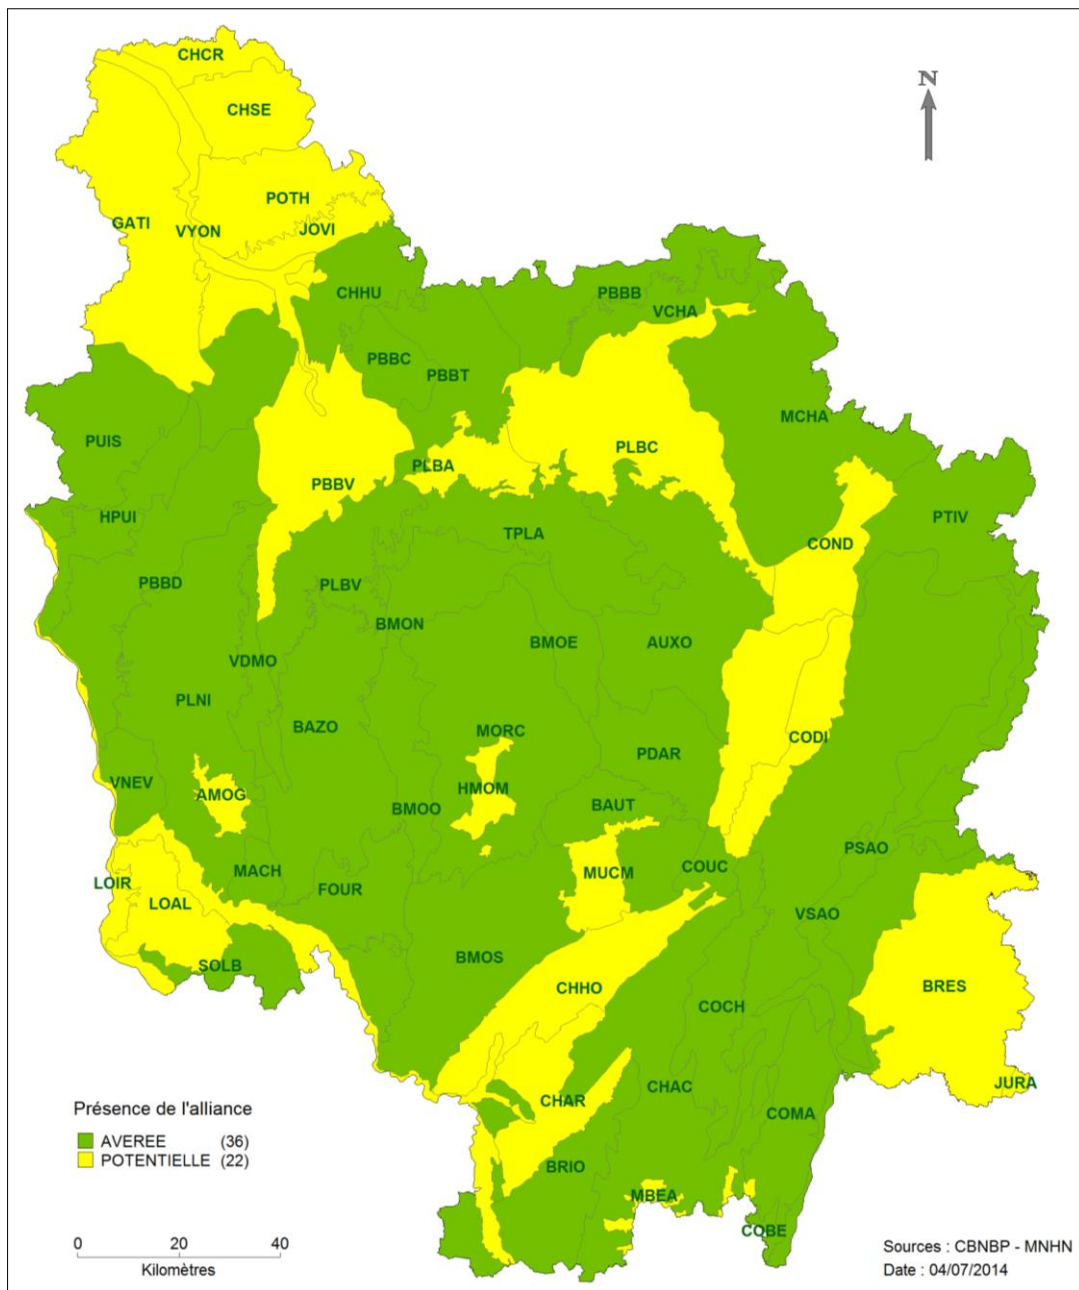 CHCR
N
CHSE
POTH
GATI
VYON
JOVI
CHHU
PBBB
VCHA
PBBC
PBBT
MCHA
PUIS
PLBA
PLBC
PBBV
HPUI
PTIV
TPLA
COND
PBBD
PLBV
BMON
BMOE
AUXO
VDMO
PLNI
BAZO
MORC
CODI
PDAR
VNEV
AMOG
HMOM
BMOO
BAUT
PSAO
MACH
MUCM
COUC
LOIR
FOUR
LOAL
VSAO
BMOS
SOLB
CHHO
BRES
COCH
JURA
CHAC
CHAR
COMA
BRIO
MBEA
COBE
Présence de l'alliance
AVEREE (36)
POTENTIELLE (22)
0 20 40
Kilomètres
Sources : CBNBP - MNHN
Date : 04/07/2014